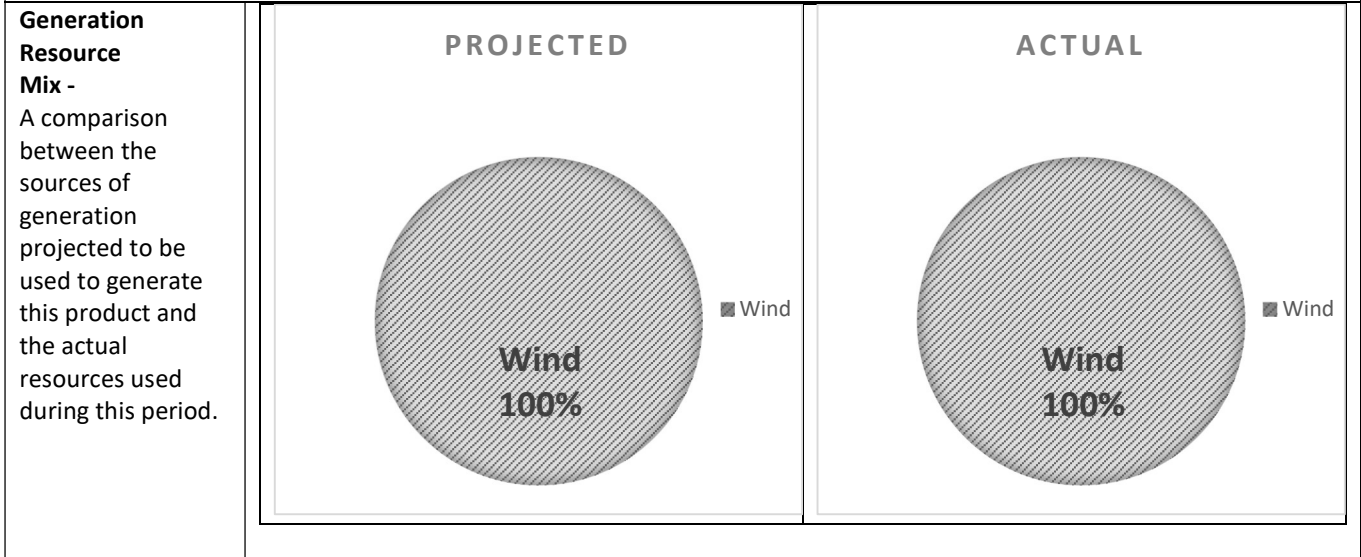 Generation
Resource
Mix -
A comparison
between the
sources of
generation
projected to be
used to generate
this product and
the actual
resources used
during this period.
PROJECTED
Wind
100%
Wind
ACTUAL
Wind
100%
Wind